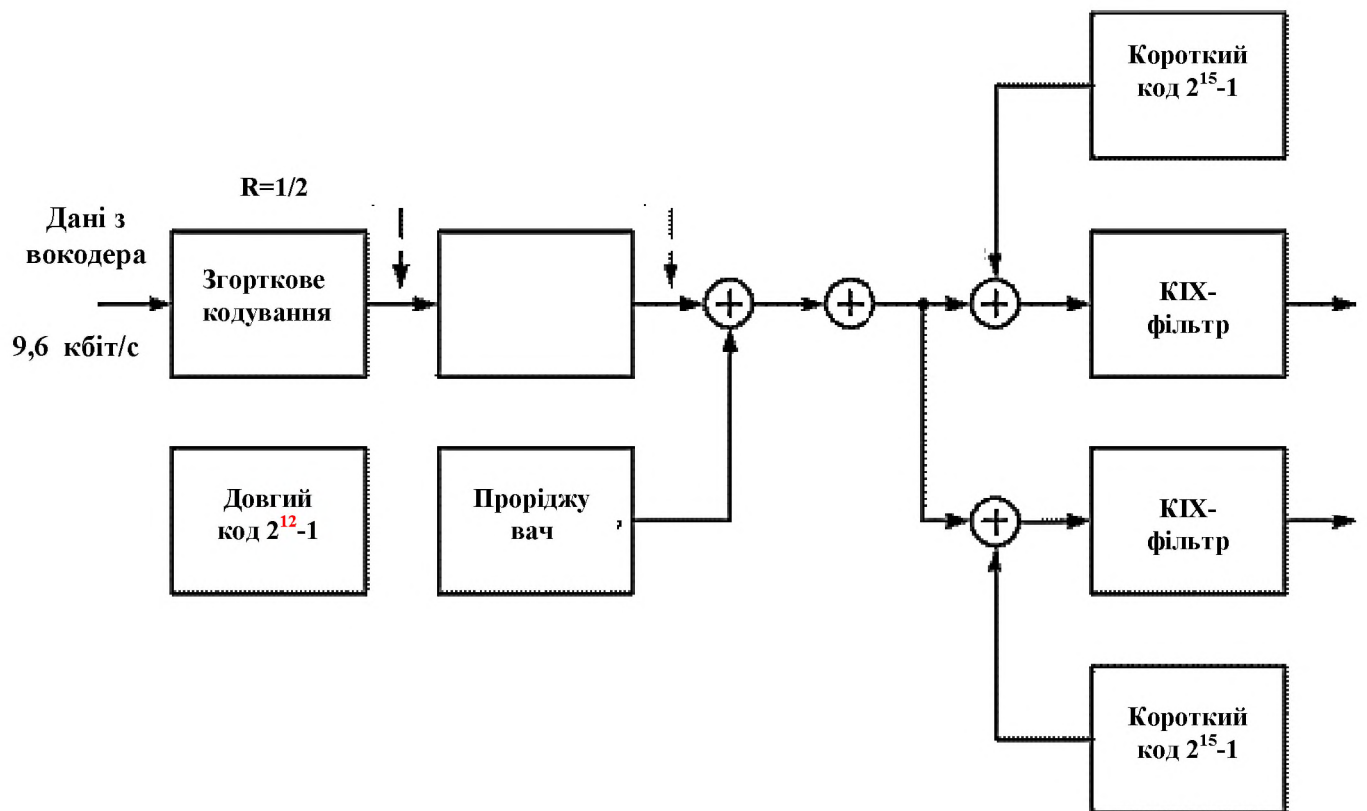 Короткий
код 2¹⁵-1
R=1/2
Дані з
вокодера
Згорткове
кодування
9,6 кбіт/с
КІХ-
фільтр
Довгий
код 2¹²-1
Проріджу
вач
,
КІХ-
фільтр
Короткий
код 2¹⁵-1